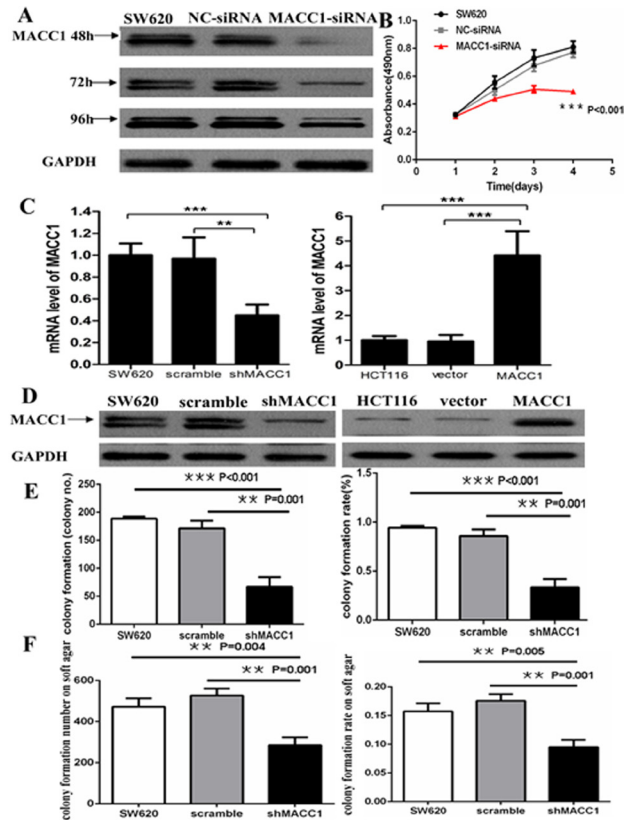 A
SW620 NC-siRNA MACC1-siRNA
MACC1 48h
72h
96h
GAPDH
B
SW620
NC-siRNA
MACC1-siRNA
Absorbance(490nm)
1.0
0.8
0.6
0.4
0.2
0.0
*** P<0.001
0 1 2 3 4 5
Time(days)
C
mRNA level of MACC1
1.4
1.2
1.0
0.8
0.6
0.4
0.2
0.0
***
**
SW620 scramble shMACC1
mRNA level of MACC1
6
5
4
3
2
1
0
***
***
HCT116 vector MACC1
D
SW620 scramble shMACC1 HCT116 vector MACC1
MACC1
GAPDH
E
colony formation (colony no.)
250
200
150
100
50
0
*** P<0.001
** P=0.001
SW620 scramble shMACC1
colony formation rate(%)
1.5
1.0
0.5
0.0
*** P<0.001
** P=0.001
SW620 scramble shMACC1
F
colony formation number on soft agar
600
400
200
0
** P=0.004
** P=0.001
SW620 scramble shMACC1
colony formation rate on soft agar
0.20
0.15
0.10
0.05
0.00
** P=0.005
** P=0.001
SW620 scramble shMACC1